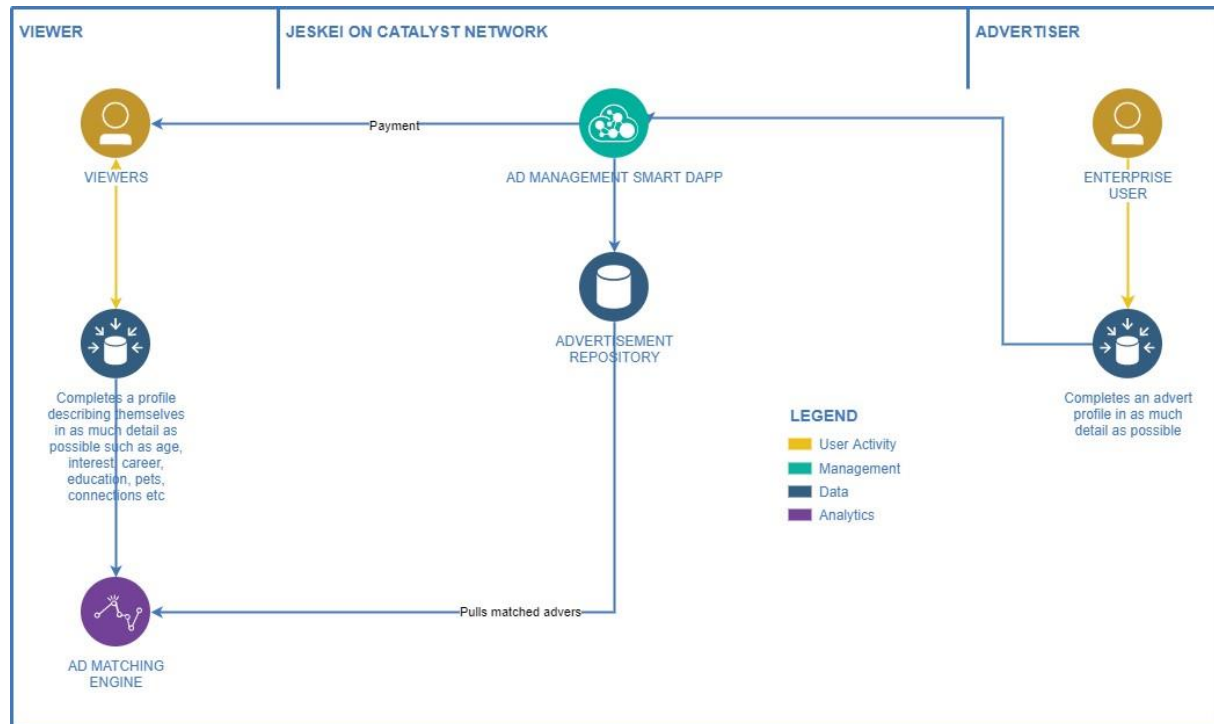 VIEWER
JESKEI ON CATALYST NETWORK
ADVERTISER
Payment
VIEWERS
AD MANAGEMENT SMART DAPP
ENTERPRISE
USER
ADVERTISEMENT
REPOSITORY
Completes a profile
describing themselves
in as much detail as
possible such as age,
interest, career,
education, pets,
connections etc
Completes an advert
profile in as much
detail as possible
LEGEND
User Activity
Management
Data
Analytics
Pulls matched advers
AD MATCHING
ENGINE